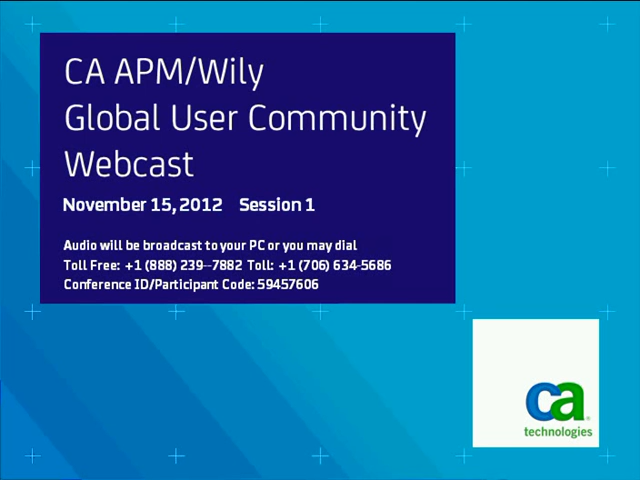 CA APM/Wily
Global User Community
Webcast
November 15, 2012 Session 1
Audio will be broadcast to your PC or you may dial
Toll Free: +1 (888) 239--7882 Toll: +1 (706) 634-5686
Conference ID/Participant Code: 59457606
ca
technologies